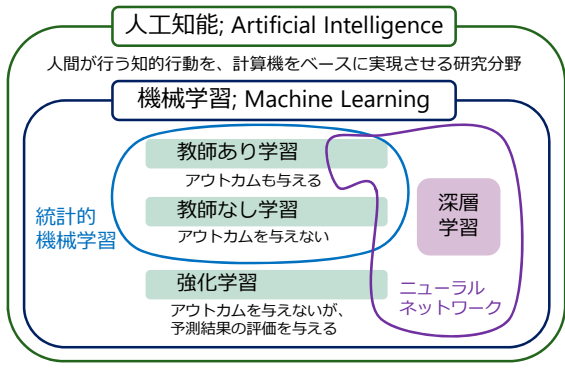 人工知能; Artificial Intelligence
人間が行う知的行動を、計算機をベースに実現させる研究分野
機械学習; Machine Learning
教師あり学習
アウトカムも与える
教師なし学習
アウトカムを与えない
統計的
機械学習
深層
学習
強化学習
アウトカムを与えないが、
予測結果の評価を与える
ニューラル
ネットワーク